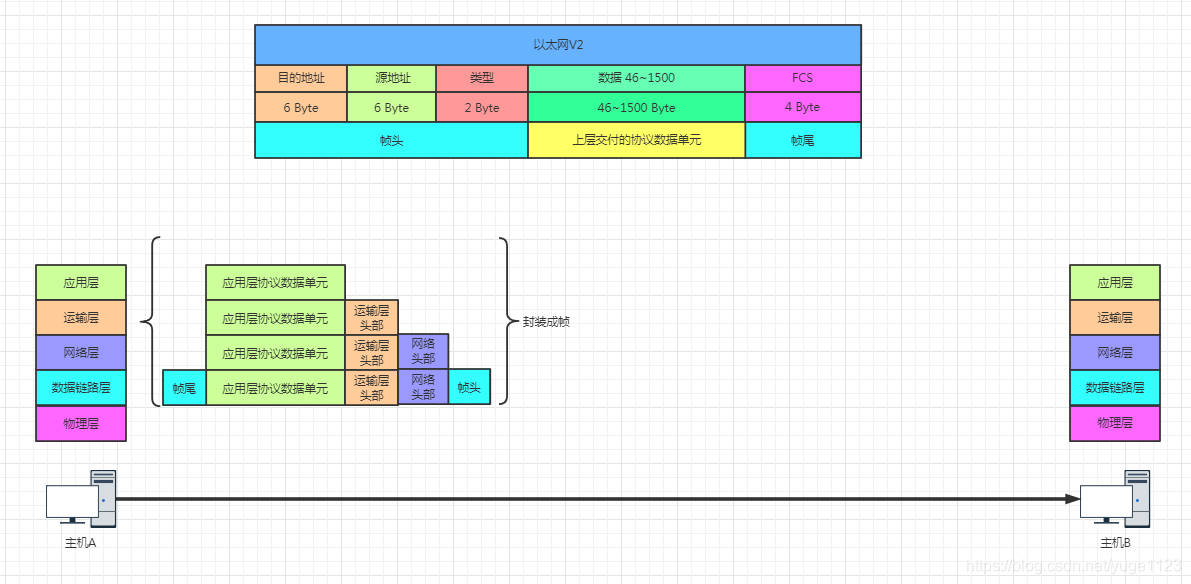 以太网V2
目的地址 源地址 类型 数据 46~1500 FCS
6 Byte 6 Byte 2 Byte 46~1500 Byte 4 Byte
帧头 上层交付的协议数据单元 帧尾
应用层
运输层
网络层
数据链路层
物理层
应用层协议数据单元
应用层协议数据单元 运输层
头部
应用层协议数据单元 运输层
头部 网络
头部
帧尾 应用层协议数据单元 运输层
头部 网络
头部 帧头
封装成帧
应用层
运输层
网络层
数据链路层
物理层
主机A
主机B
https://blog.csdn.net/yuge1123